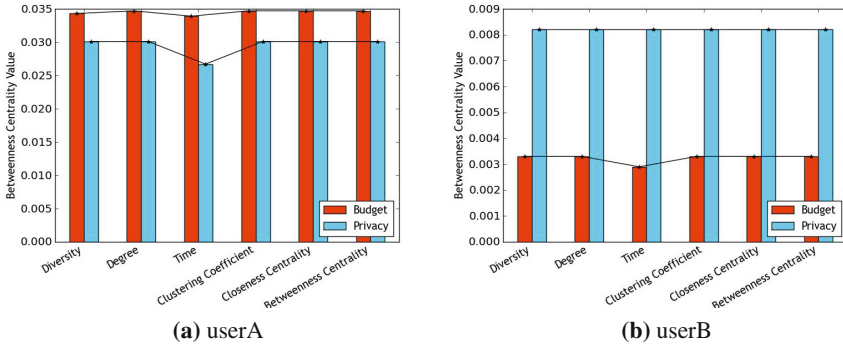 Betweenness Centrality Value
0.035
0.030
0.025
0.020
0.015
0.010
0.005
0.000
Budget
Privacy
Diversity
Degree
Time
Clustering Coefficient
Closeness Centrality
Betweenness Centrality
(a) userA
Betweenness Centrality Value
0.009
0.008
0.007
0.006
0.005
0.004
0.003
0.002
0.001
0.000
Budget
Privacy
Diversity
Degree
Time
Clustering Coefficient
Closeness Centrality
Betweenness Centrality
(b) userB